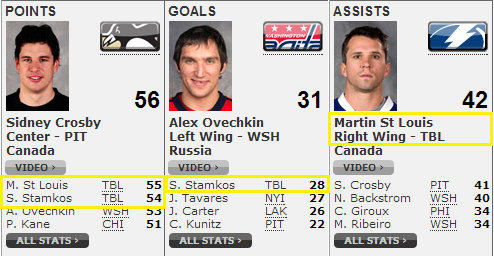 POINTS
56
Sidney Crosby
Center - PIT
Canada
VIDEO ›
M. St Louis TBL 55
S. Stamkos TBL 54
A. Ovechkin WSH 53
P. Kane CHI 51
ALL STATS ›
GOALS
WASHINGTON
capitals
31
Alex Ovechkin
Left Wing - WSH
Russia
VIDEO ›
S. Stamkos TBL 28
J. Tavares NYI 27
J. Carter LAK 26
C. Kunitz PIT 22
ALL STATS ›
ASSISTS
42
Martin St Louis
Right Wing - TBL
Canada
VIDEO ›
S. Crosby PIT 41
N. Backstrom WSH 40
C. Giroux PHI 34
M. Ribeiro WSH 34
ALL STATS ›